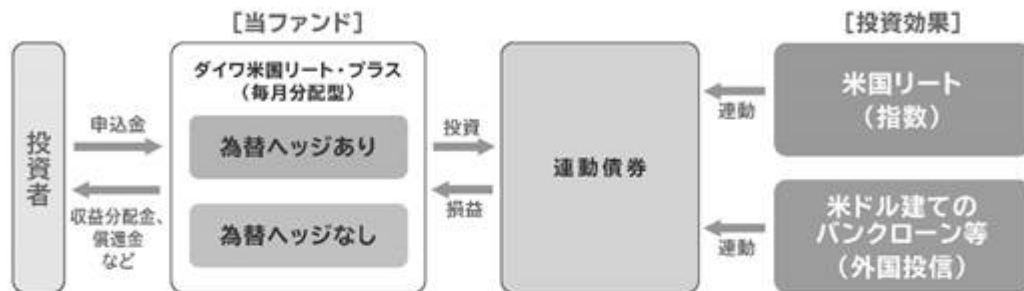 [当ファンド]
[投資効果]
投資者
申込金
収益分配金、
償還金
など
ダイワ米国リート・プラス
(毎月分配型)
為替ヘッジあり
為替ヘッジなし
投資
損益
連動債券
連動
連動
米国リート
(指数)
米ドル建ての
バンクローン等
(外国投信)